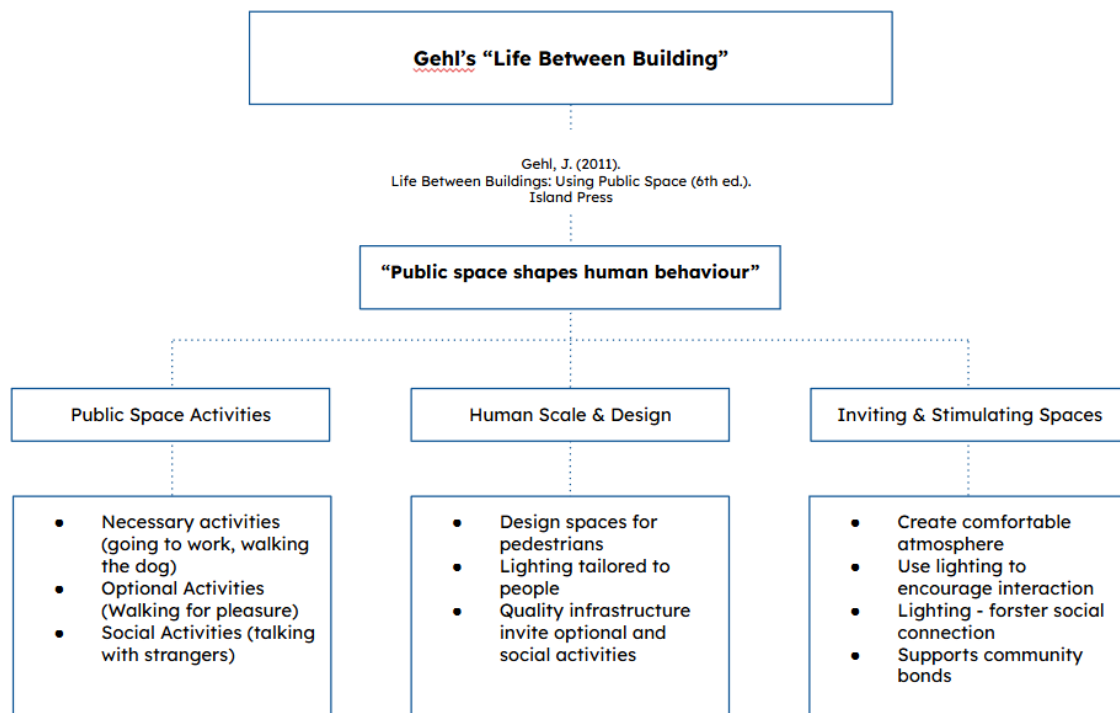 Gehl's “Life Between Building”
Gehl, J. (2011).
Life Between Buildings: Using Public Space (6th ed.).
Island Press
“Public space shapes human behaviour”
Public Space Activities
● Necessary activities
(going to work, walking
the dog)
● Optional Activities
(Walking for pleasure)
● Social Activities (talking
with strangers)
Human Scale & Design
● Design spaces for
pedestrians
● Lighting tailored to
people
● Quality infrastructure
invite optional and
social activities
Inviting & Stimulating Spaces
● Create comfortable
atmosphere
● Use lighting to
encourage interaction
● Lighting - forster social
connection
● Supports community
bonds